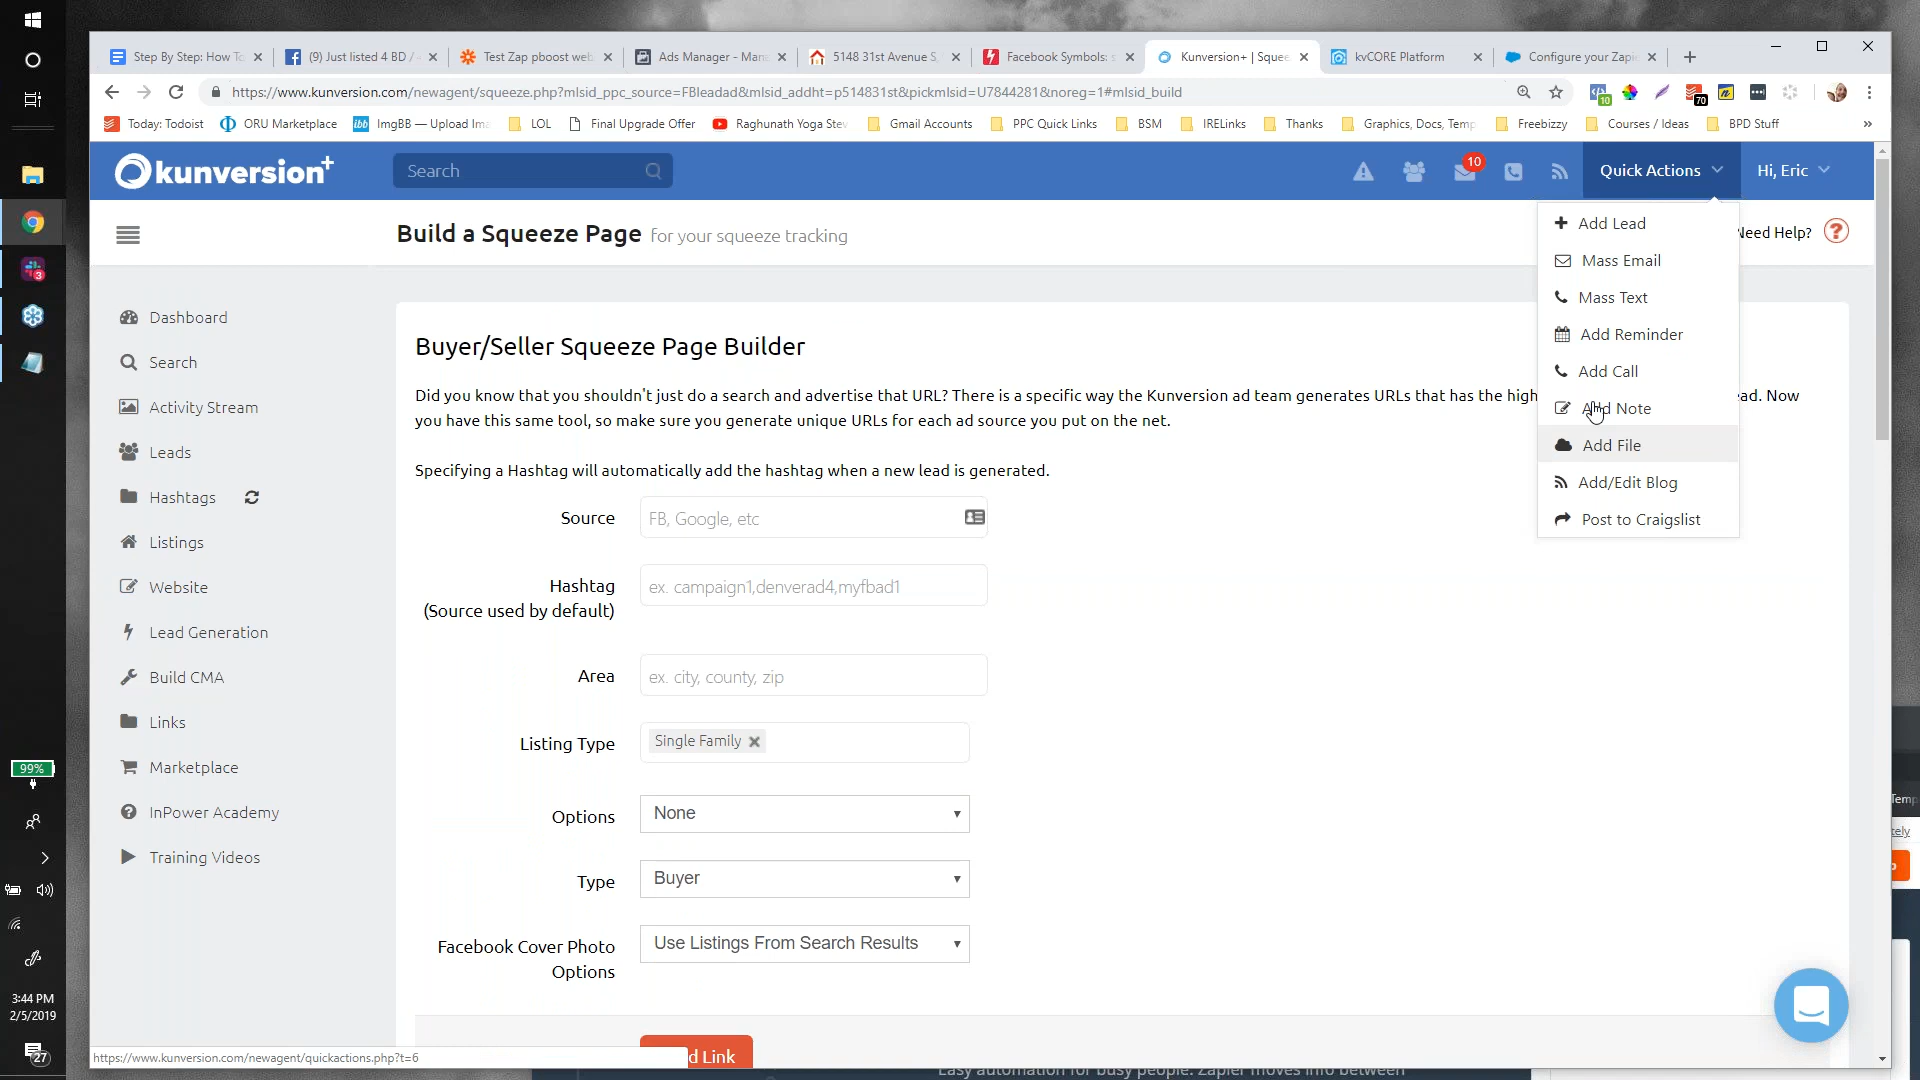 Step By Step: How To
(9) Just listed 4 BD /
Test Zap pboost web
Ads Manager - Mana
5148 31st Avenue S,
Facebook Symbols: s
Kunversion+ | Squee
kvCORE Platform
Configure your Zapie
https://www.kunversion.com/newagent/squeeze.php?mlsid_ppc_source=FBleadad&mlsid_addht=p514831st&pickmlsid=U7844281&noreg=1#mlsid_build
10
70
Today: Todoist
ORU Marketplace
ibb ImgBB — Upload Ima
LOL
Final Upgrade Offer
Raghunath Yoga Stev
Gmail Accounts
PPC Quick Links
BSM
IRELinks
Thanks
Graphics, Docs, Temp
Freebizzy
Courses / Ideas
BPD Stuff
»
kunversion+
Search
10
Quick Actions
Hi, Eric
Build a Squeeze Page for your squeeze tracking
Need Help? ?
Add Lead
Mass Email
Mass Text
Add Reminder
Add Call
Add Note
Add File
Add/Edit Blog
Post to Craigslist
Dashboard
Search
Activity Stream
Leads
Hashtags
Listings
Website
Lead Generation
Build CMA
Links
Marketplace
InPower Academy
Training Videos
Buyer/Seller Squeeze Page Builder
Did you know that you shouldn't just do a search and advertise that URL? There is a specific way the Kunversion ad team generates URLs that has the high ead. Now
you have this same tool, so make sure you generate unique URLs for each ad source you put on the net.
Specifying a Hashtag will automatically add the hashtag when a new lead is generated.
Source
FB, Google, etc
Hashtag
(Source used by default)
ex. campaign1,denverad4,myfbad1
Area
ex. city, county, zip
Listing Type
Single Family
Options
None
Type
Buyer
Facebook Cover Photo
Options
Use Listings From Search Results
d Link
https://www.kunversion.com/newagent/quickactions.php?t=6
3
99%
3:44 PM
2/5/2019
27
Temp
tely
Easy automation for busy people. Zapier moves info between